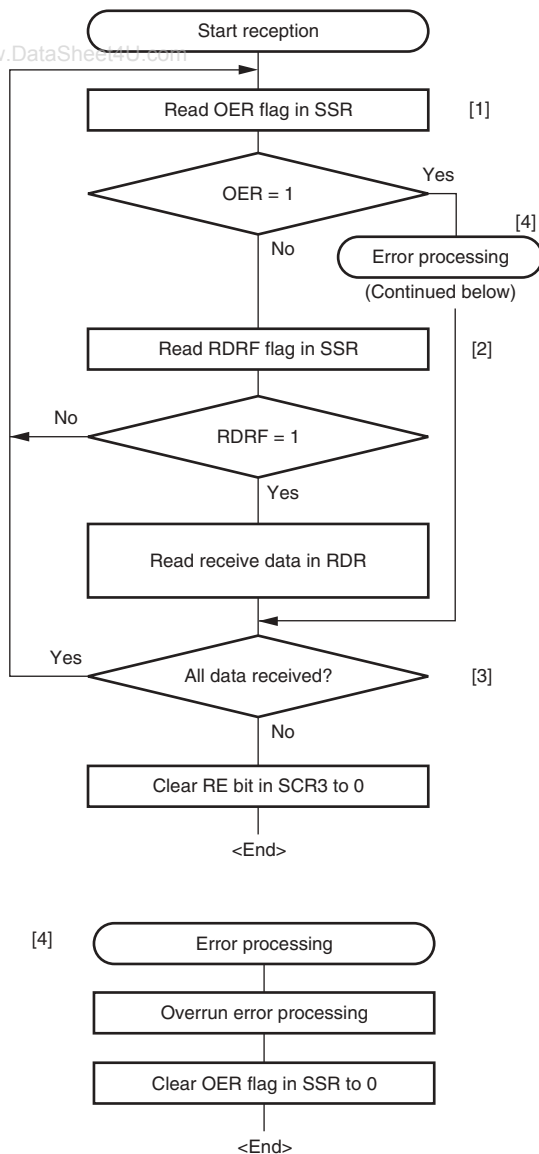 Start reception
w.DataSheet4U.com
Read OER flag in SSR
[1]
Yes
OER = 1
[4]
No
Error processing
(Continued below)
Read RDRF flag in SSR
[2]
No
RDRF = 1
Yes
Read receive data in RDR
Yes
All data received?
[3]
No
Clear RE bit in SCR3 to 0
<End>
[4]
Error processing
Overrun error processing
Clear OER flag in SSR to 0
<End>